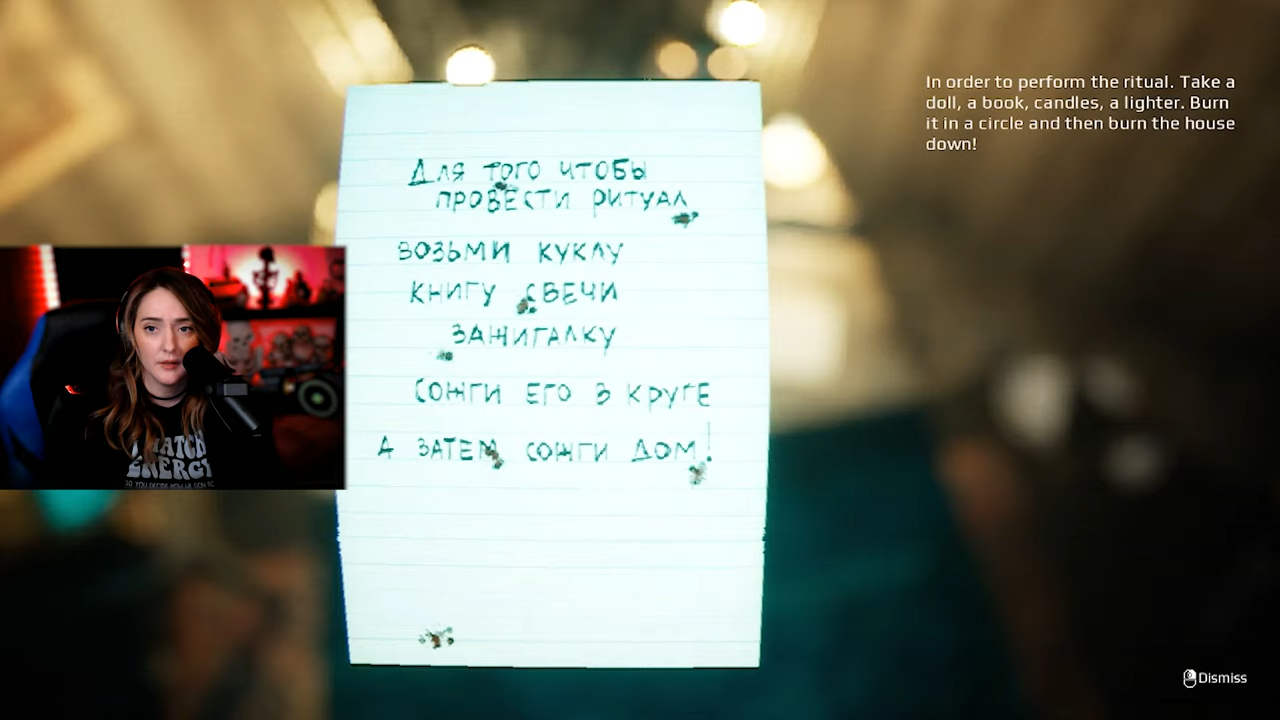 Для того чтобы
провести ритуал
возьми куклу
книгу свечи
зажигалку
сожги его в круге
а затем сожги дом!
In order to perform the ritual. Take a
doll, a book, candles, a lighter. Burn
it in a circle and then burn the house
down!
MATCH
ENERGY
Dismiss